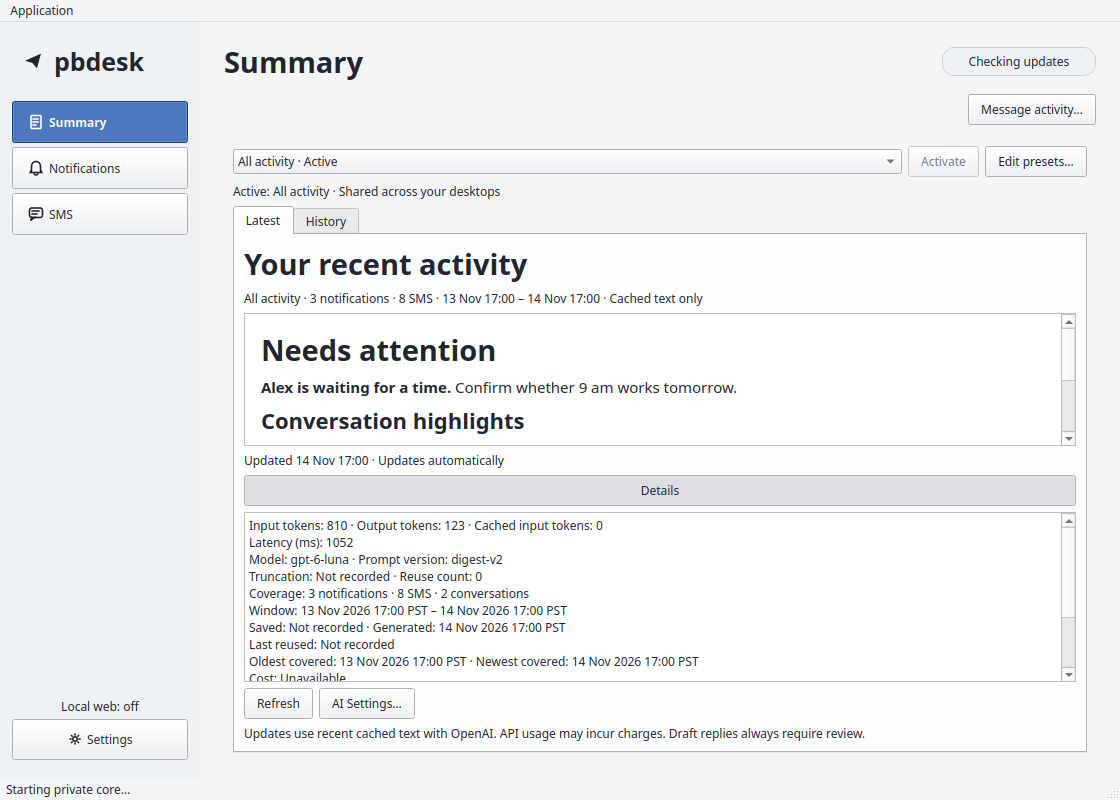 Application
pbdesk
Summary
Checking updates
Message activity...
Summary
Notifications
SMS
All activity · Active
Activate
Edit presets...
Active: All activity · Shared across your desktops
Latest
History
Your recent activity
All activity · 3 notifications · 8 SMS · 13 Nov 17:00 – 14 Nov 17:00 · Cached text only
Needs attention
Alex is waiting for a time. Confirm whether 9 am works tomorrow.
Conversation highlights
Updated 14 Nov 17:00 · Updates automatically
Details
Input tokens: 810 · Output tokens: 123 · Cached input tokens: 0
Latency (ms): 1052
Model: gpt-6-luna · Prompt version: digest-v2
Truncation: Not recorded · Reuse count: 0
Coverage: 3 notifications · 8 SMS · 2 conversations
Window: 13 Nov 2026 17:00 PST – 14 Nov 2026 17:00 PST
Saved: Not recorded · Generated: 14 Nov 2026 17:00 PST
Last reused: Not recorded
Oldest covered: 13 Nov 2026 17:00 PST · Newest covered: 14 Nov 2026 17:00 PST
Cost: Unavailable
Refresh
AI Settings...
Updates use recent cached text with OpenAI. API usage may incur charges. Draft replies always require review.
Local web: off
Settings
Starting private core...